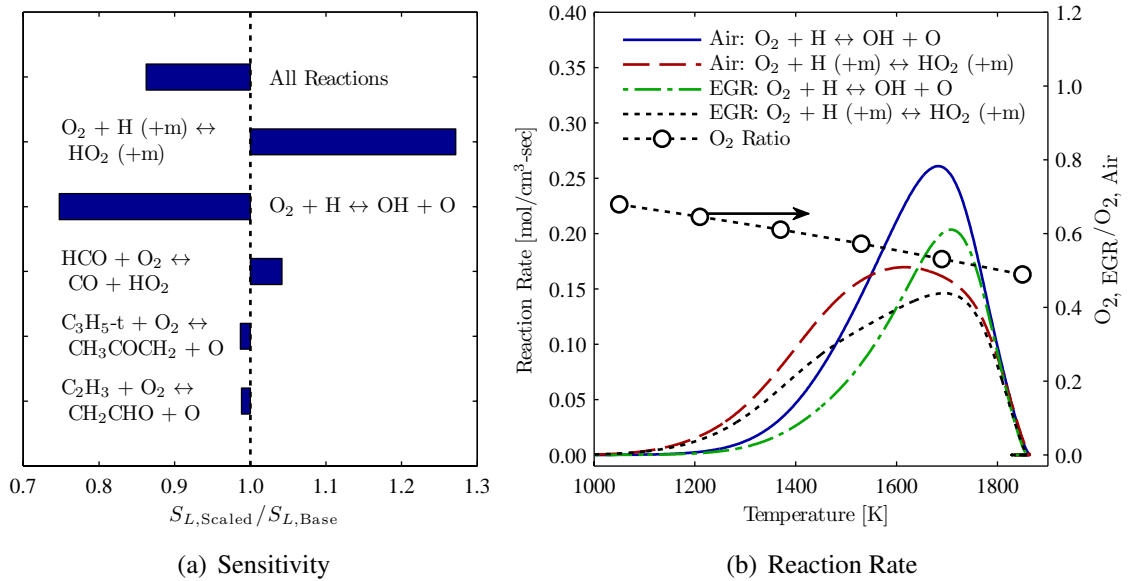 All Reactions
O₂ + H (+m) ↔
HO₂ (+m)
O₂ + H ↔ OH + O
HCO + O₂ ↔
CO + HO₂
C₃H₅-t + O₂ ↔
CH₃COCH₂ + O
C₂H₃ + O₂ ↔
CH₂CHO + O
0.7 0.8 0.9 1.0 1.1 1.2 1.3
S_L,Scaled/S_L,Base
(a) Sensitivity
Air: O₂ + H ↔ OH + O
Air: O₂ + H (+m) ↔ HO₂ (+m)
EGR: O₂ + H ↔ OH + O
EGR: O₂ + H (+m) ↔ HO₂ (+m)
O₂ Ratio
Reaction Rate [mol/cm³-sec]
0.40
0.35
0.30
0.25
0.20
0.15
0.10
0.05
0.00
1000 1200 1400 1600 1800
Temperature [K]
1.2
1.0
0.8
0.6
0.4
0.2
0.0
O₂, EGR/O₂, Air
(b) Reaction Rate